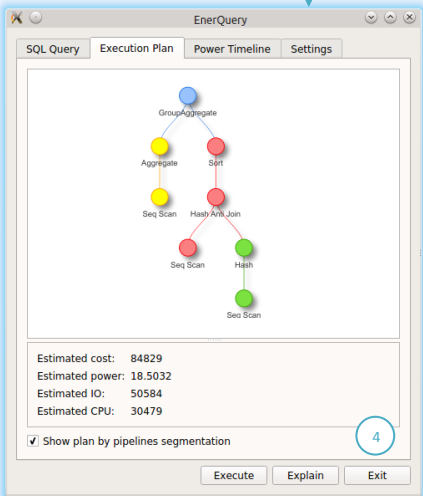 EnerQuery
SQL Query Execution Plan Power Timeline Settings
GroupAggregate
Aggregate Sort
Seq Scan Hash Anti Join
Seq Scan Hash
Seq Scan
Estimated cost: 84829
Estimated power: 18.5032
Estimated IO: 50584
Estimated CPU: 30479
4
Show plan by pipelines segmentation
Execute Explain Exit